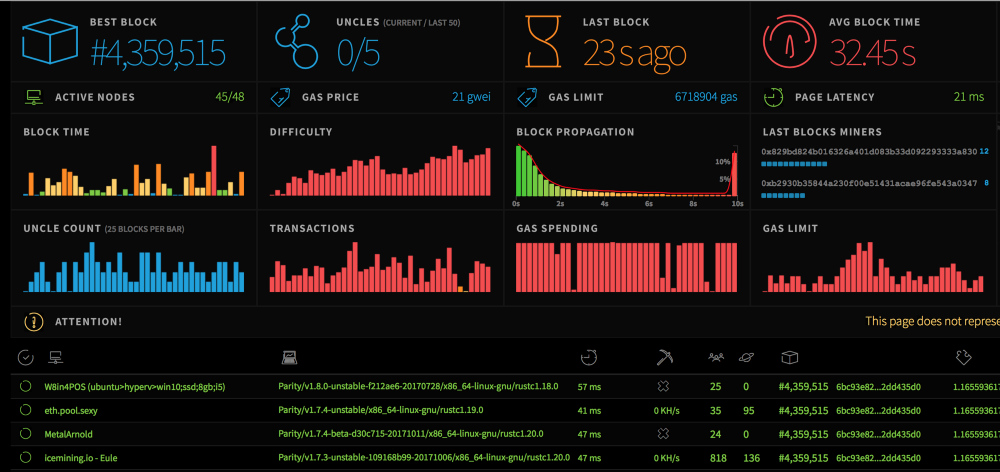 BEST BLOCK
#4,359,515
UNCLES (CURRENT / LAST 50)
0/5
LAST BLOCK
23 s ago
AVG BLOCK TIME
32.45 s
ACTIVE NODES 45/48
GAS PRICE 21 gwei
GAS LIMIT 6718904 gas
PAGE LATENCY 21 ms
BLOCK TIME
DIFFICULTY
BLOCK PROPAGATION
10%
5%
0s 2s 4s 6s 8s 10s
LAST BLOCKS MINERS
0x829bd824b016326a401d083b33d092293333a830 12
0xb2930b35844a230f00e51431acae96fe543a0347 8
UNCLE COUNT (25 BLOCKS PER BAR)
TRANSACTIONS
GAS SPENDING
GAS LIMIT
ATTENTION! This page does not represe
W8in4POS (ubuntu>hyperv>win10;ssd;8gb;i5) Parity/v1.8.0-unstable-f212ae6-20170728/x86_64-linux-gnu/rustc1.18.0 57 ms 25 0 #4,359,515 6bc93e82...2dd435d0 1.165593617
eth.pool.sexy Parity/v1.7.4-unstable/x86_64-linux-gnu/rustc1.19.0 41 ms 0 KH/s 35 95 #4,359,515 6bc93e82...2dd435d0 1.165593617
MetalArnold Parity/v1.7.4-beta-d30c715-20171011/x86_64-linux-gnu/rustc1.20.0 47 ms 24 0 #4,359,515 6bc93e82...2dd435d0 1.165593617
icemining.io - Eule Parity/v1.7.3-unstable-109168b99-20171006/x86_64-linux-gnu/rustc1.20.0 47 ms 0 KH/s 818 136 #4,359,515 6bc93e82...2dd435d0 1.165593617